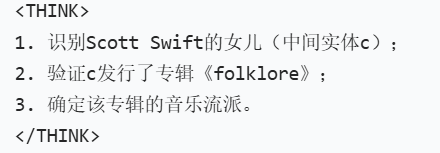 <THINK>
1. 识别Scott Swift的女儿（中间实体c）；
2. 验证c发行了专辑《folklore》；
3. 确定该专辑的音乐流派。
</THINK>